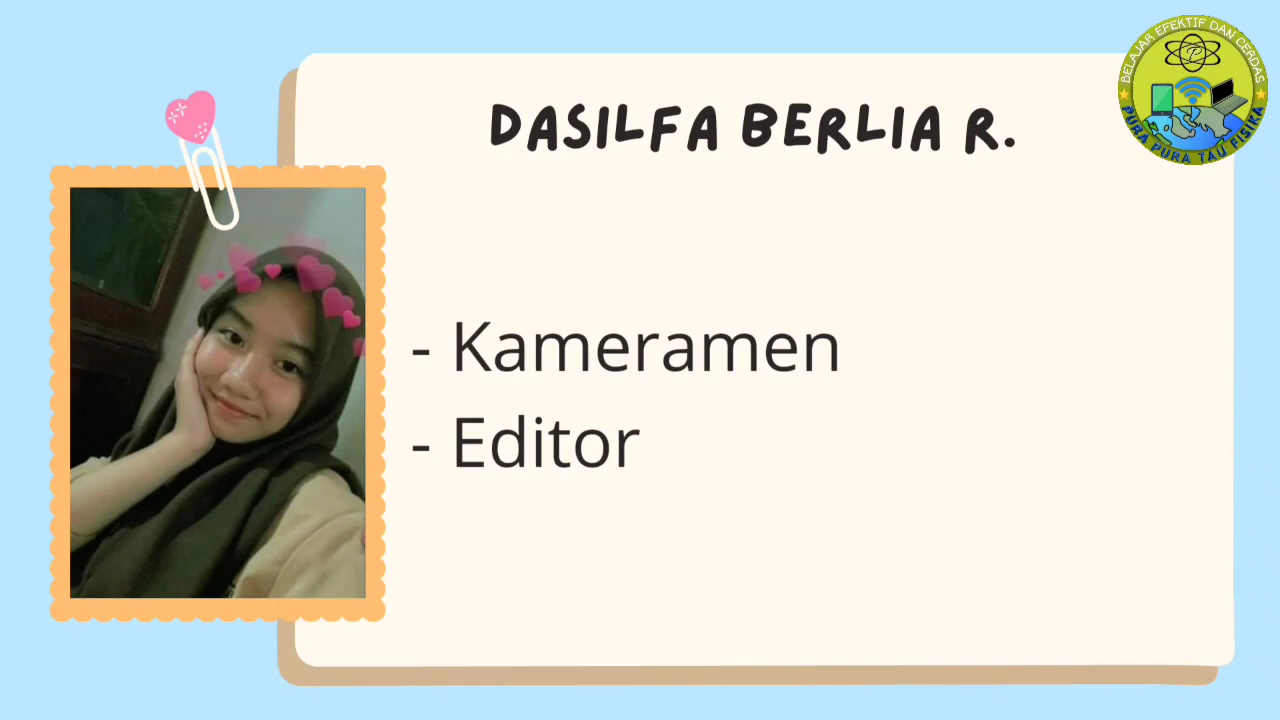 BELAJAR EFEKTIF DAN CERDAS
PURA PURA TAU FISIKA
DASILFA BERLIA R.
- Kameramen
- Editor